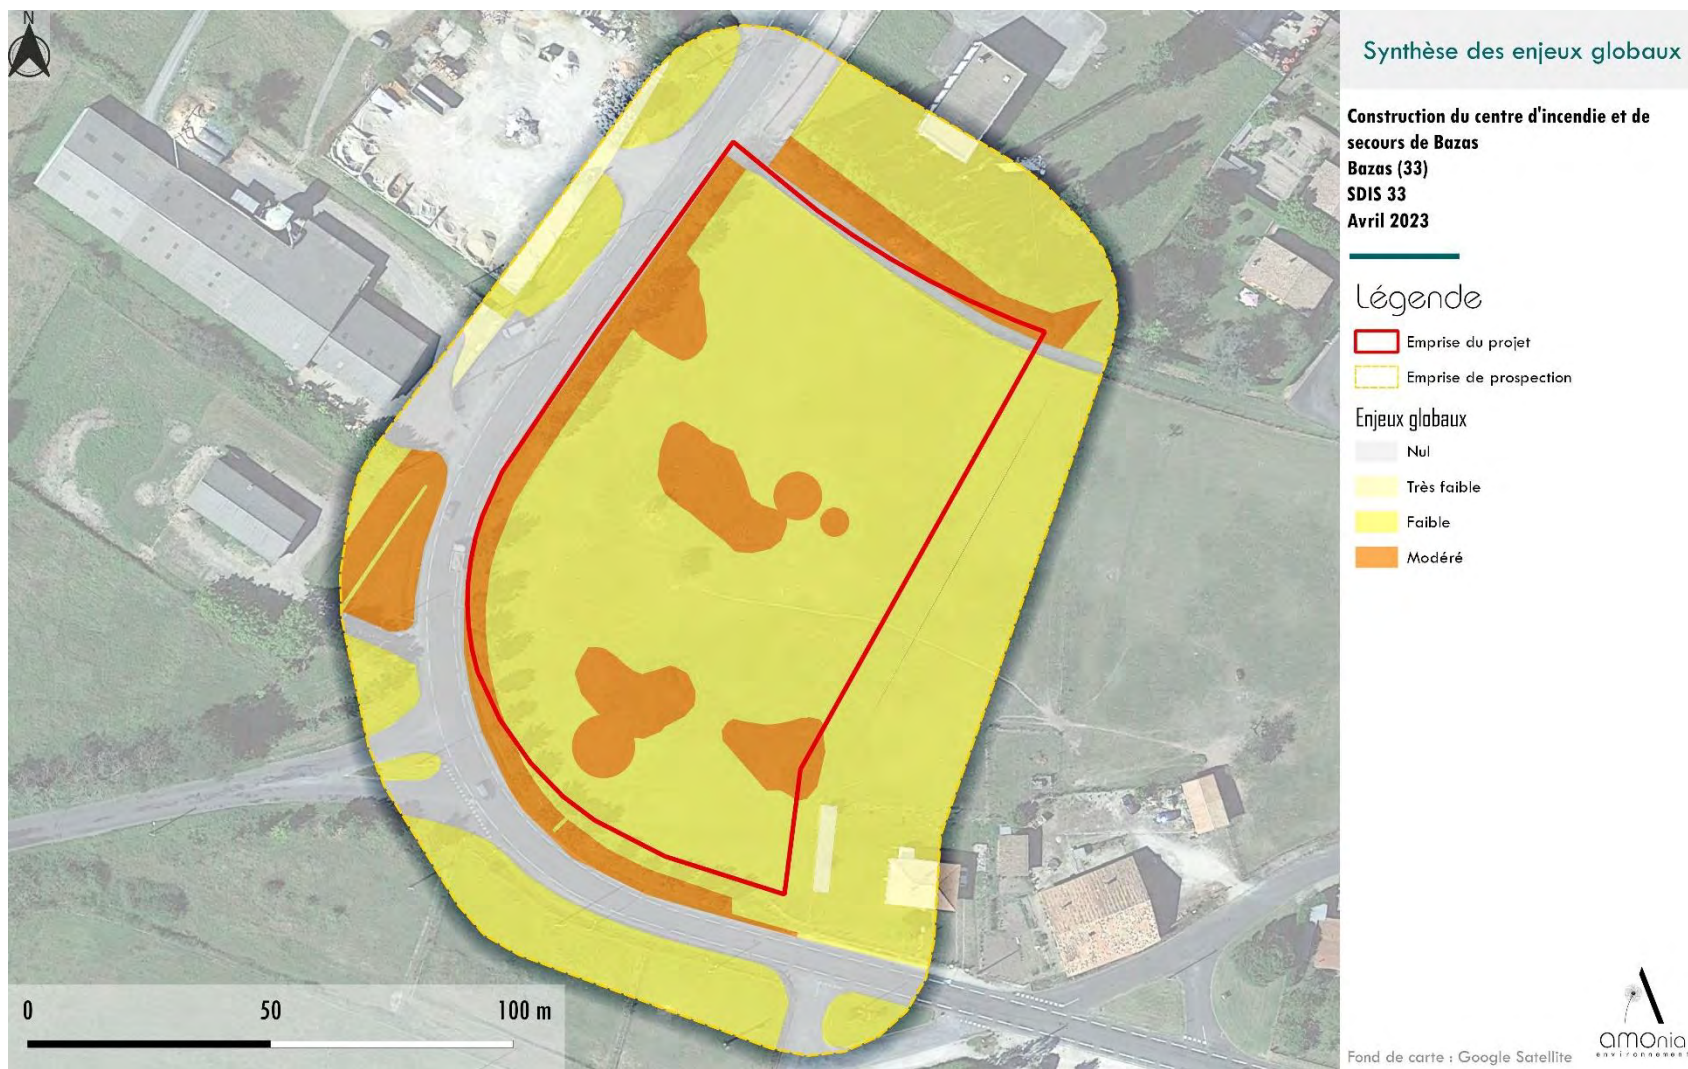 N
Synthèse des enjeux globaux
Construction du centre d'incendie et de
secours de Bazas
Bazas (33)
SDIS 33
Avril 2023
Légende
Emprise du projet
Emprise de prospection
Enjeux globaux
Nul
Très faible
Faible
Modéré
0 50 100 m
amonia
environnement
Fond de carte : Google Satellite